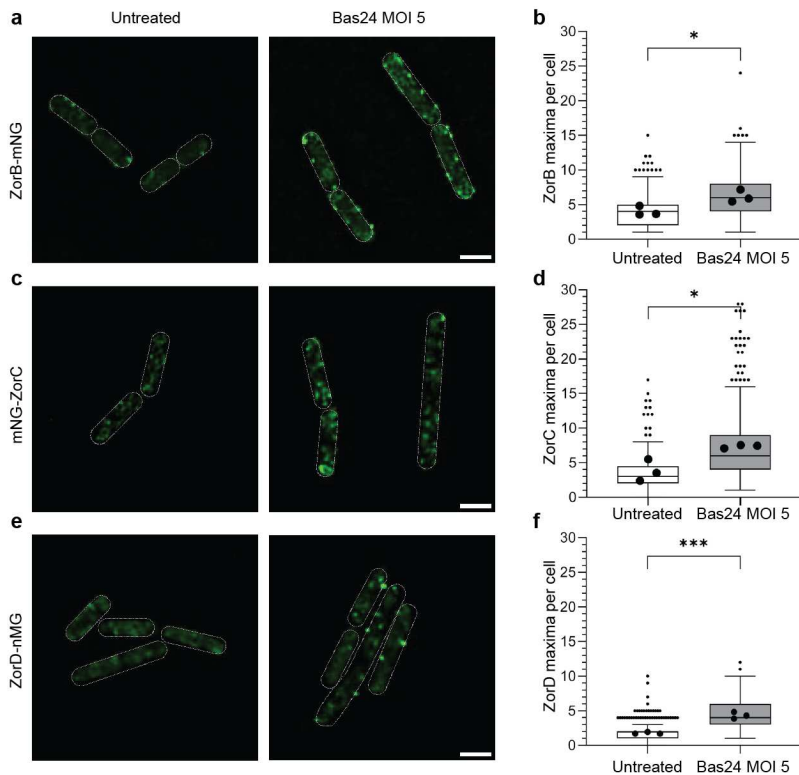 a
Untreated
Bas24 MOI 5
ZorB-mNG
b
ZorB maxima per cell
30
25
20
15
10
5
0
*
Untreated
Bas24 MOI 5
c
mNG-ZorC
d
ZorC maxima per cell
30
25
20
15
10
5
0
*
Untreated
Bas24 MOI 5
e
ZorD-nMG
f
ZorD maxima per cell
30
25
20
15
10
5
0
***
Untreated
Bas24 MOI 5